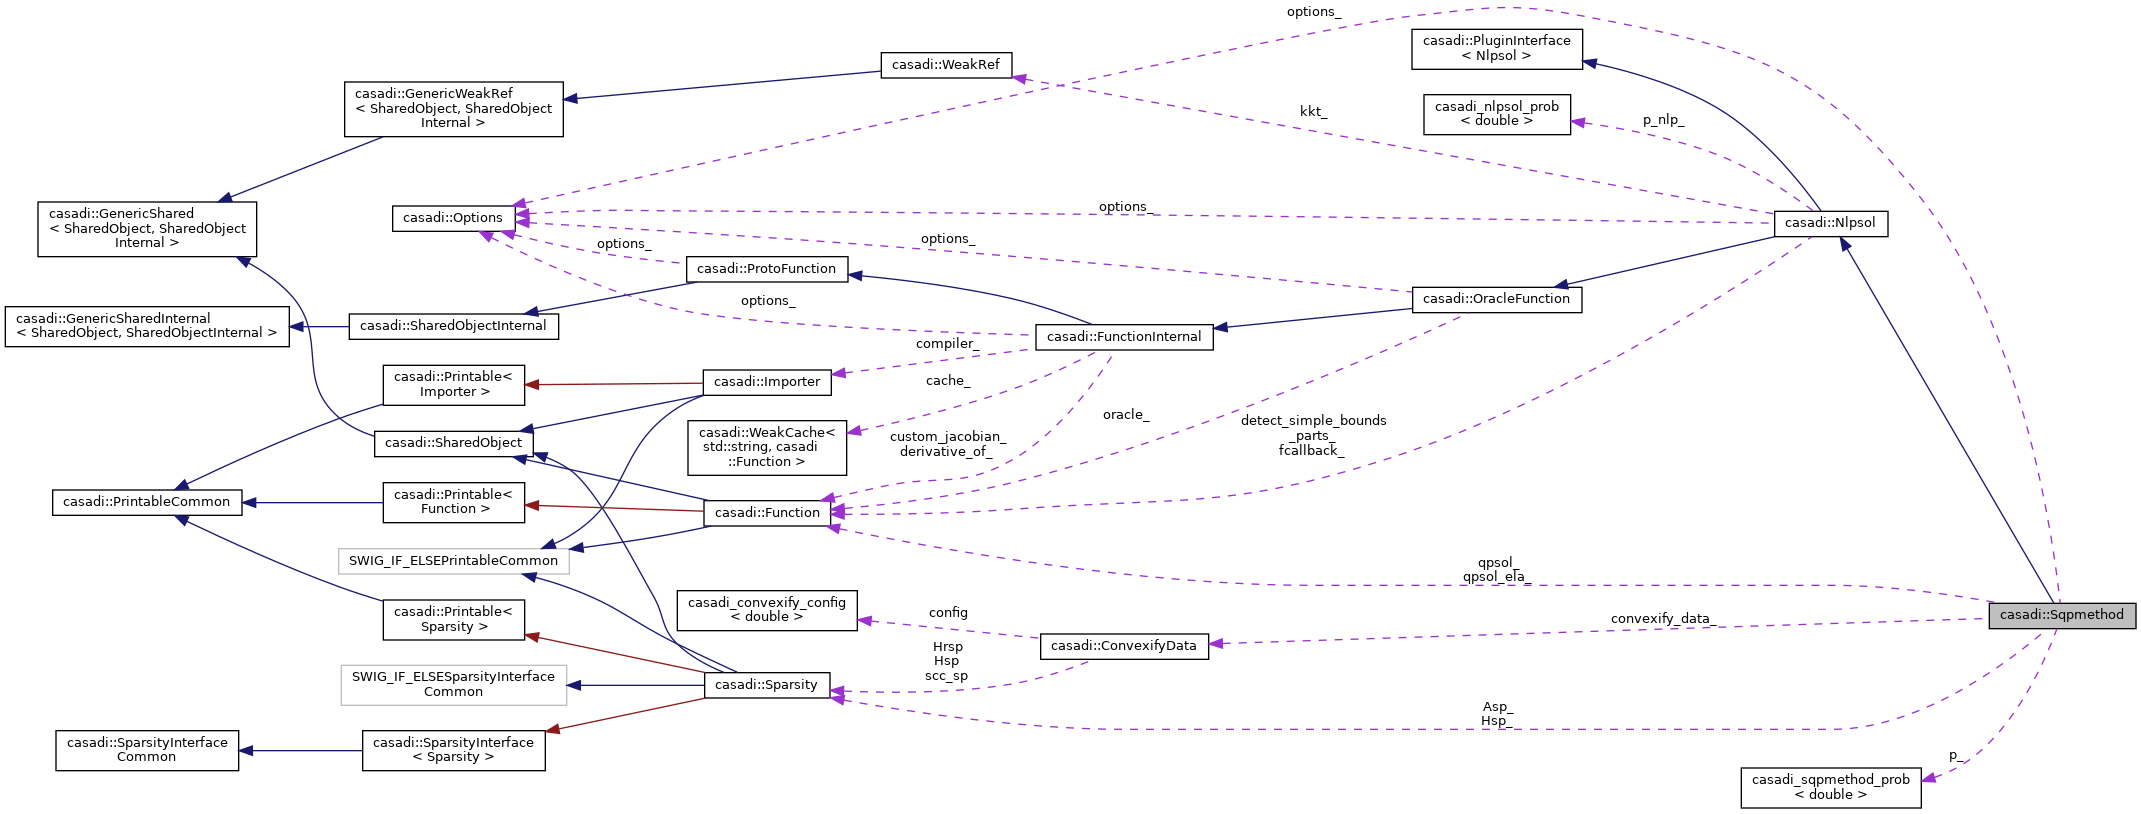 options_
casadi::PluginInterface
< Nlpsol >
casadi::WeakRef
casadi::GenericWeakRef
< SharedObject, SharedObject
Internal >
kkt_
casadi_nlpsol_prob
< double >
p_nlp_
casadi::GenericShared
< SharedObject, SharedObject
Internal >
casadi::Options
options_
casadi::Nlpsol
options_
options_
casadi::ProtoFunction
casadi::OracleFunction
options_
casadi::GenericSharedInternal
< SharedObject, SharedObjectInternal >
casadi::SharedObjectInternal
casadi::FunctionInternal
compiler_
casadi::Printable<
Importer >
casadi::Importer
cache_
oracle_
detect_simple_bounds
_parts_
fcallback_
casadi::WeakCache<
std::string, casadi
::Function >
custom_jacobian_
derivative_of_
casadi::SharedObject
casadi::PrintableCommon
casadi::Printable<
Function >
casadi::Function
SWIG_IF_ELSEPrintableCommon
qpsol_
qpsol_ela_
casadi::Printable<
Sparsity >
casadi_convexify_config
< double >
config
convexify_data_
casadi::Sqpmethod
casadi::ConvexifyData
Hrsp
Hsp
scc_sp
SWIG_IF_ELSESparsityInterface
Common
casadi::Sparsity
Asp_
Hsp_
casadi::SparsityInterface
Common
casadi::SparsityInterface
< Sparsity >
p_
casadi_sqpmethod_prob
< double >